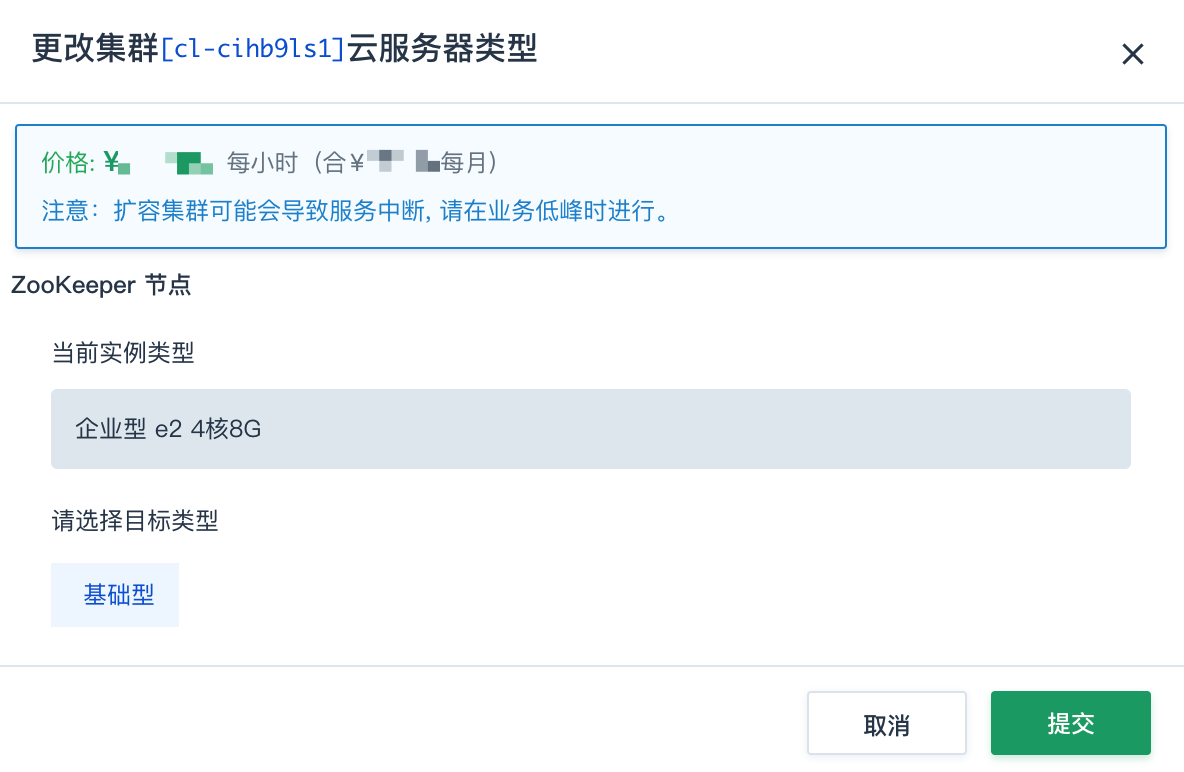 更改集群[cl-cihb9ls1]云服务器类型
价格: ¥ 每小时（合¥ 每月）
注意：扩容集群可能会导致服务中断, 请在业务低峰时进行。
ZooKeeper 节点
当前实例类型
企业型 e2 4核8G
请选择目标类型
基础型
取消
提交